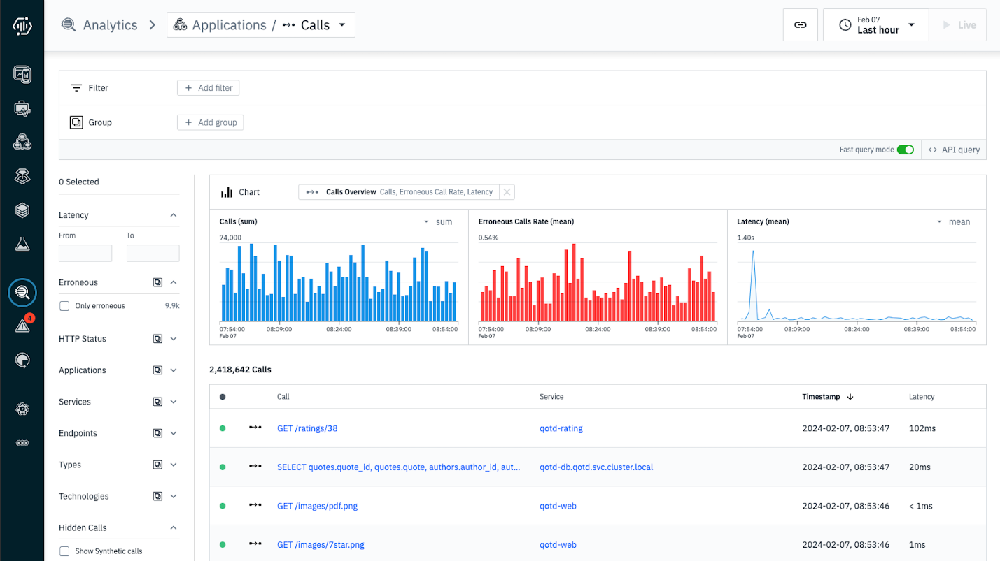 Analytics
Applications / Calls
Feb 07
Last hour
Live
Filter
+ Add filter
Group
+ Add group
Fast query mode
<> API query
0 Selected
Latency
From To
Erroneous
Only erroneous 9.9k
HTTP Status
Applications
Services
Endpoints
Types
Technologies
Hidden Calls
Show Synthetic calls
4
Chart
Calls Overview Calls, Erroneous Call Rate, Latency
Calls (sum) sum
74,000
07:54:00 08:09:00 08:24:00 08:39:00 08:54:00
Feb 07
Erroneous Calls Rate (mean)
0.54%
07:54:00 08:09:00 08:24:00 08:39:00 08:54:00
Feb 07
Latency (mean) mean
1.40s
07:54:00 08:09:00 08:24:00 08:39:00 08:54:00
Feb 07
2,418,642 Calls
Call Service Timestamp Latency
GET /ratings/38 qotd-rating 2024-02-07, 08:53:47 102ms
SELECT quotes.quote_id, quotes.quote, authors.author_id, aut... qotd-db.qotd.svc.cluster.local 2024-02-07, 08:53:47 20ms
GET /images/pdf.png qotd-web 2024-02-07, 08:53:46 < 1ms
GET /images/7star.png qotd-web 2024-02-07, 08:53:46 1ms